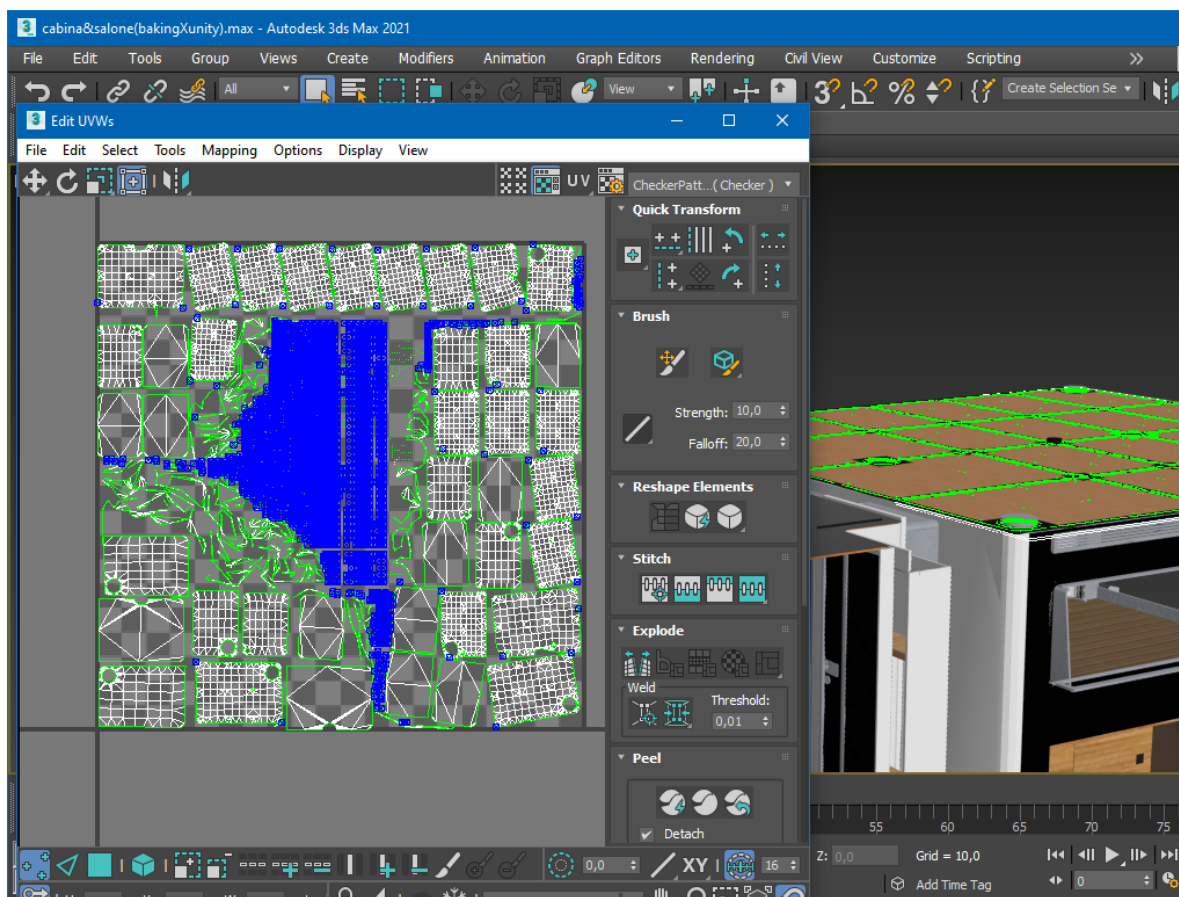 cabina&salone(bakingXunity).max - Autodesk 3ds Max 2021
File Edit Tools Group Views Create Modifiers Animation Graph Editors Rendering Civil View Customize Scripting
All View Create Selection Se
Edit UVWs
File Edit Select Tools Mapping Options Display View
UV CheckerPatt...( Checker )
Quick Transform
Brush
Strength: 10,0
Falloff: 20,0
Reshape Elements
Stitch
Explode
Weld
Threshold:
0,01
Peel
Detach
55 60 65 70 75
0,0 XY 16
Z: 0,0 Grid = 10,0
Add Time Tag 0